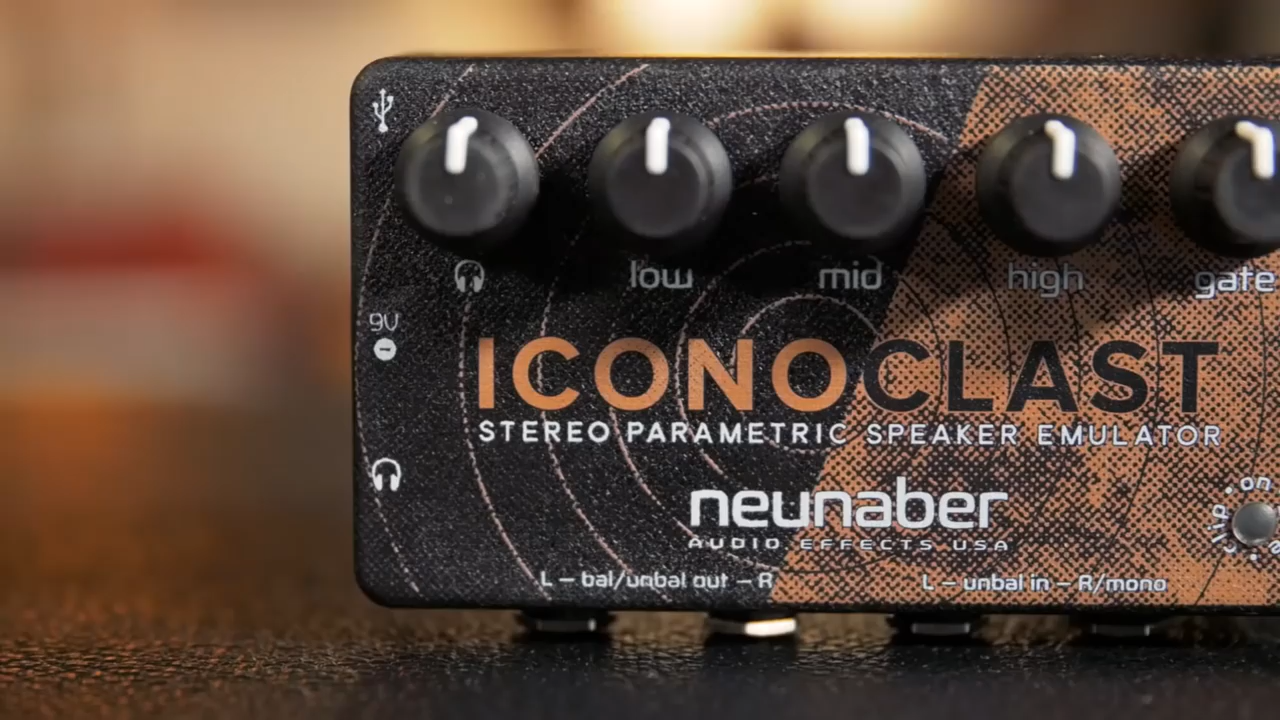 low mid high gate
9V
ICONOCLAST
STEREO PARAMETRIC SPEAKER EMULATOR
neunaber
AUDIO EFFECTS USA
on
clip
L – bal/unbal out – R
L – unbal in – R/mono